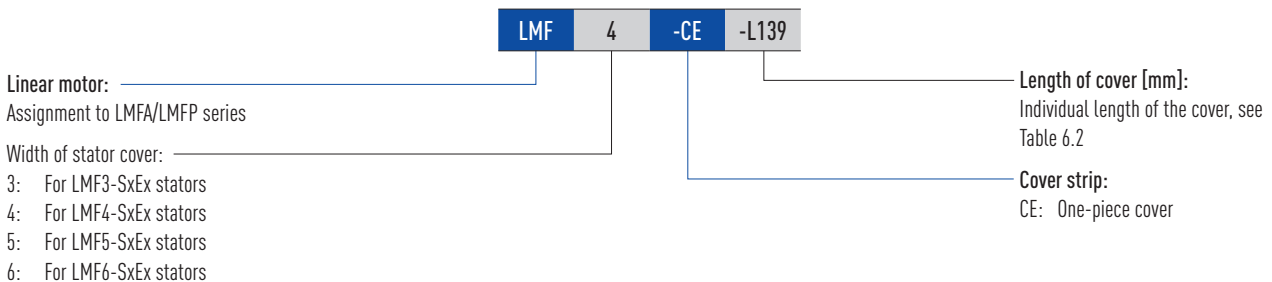 LMF 4 -CE -L139
Linear motor:
Assignment to LMFA/LMFP series
Width of stator cover:
3: For LMF3-SxEx stators
4: For LMF4-SxEx stators
5: For LMF5-SxEx stators
6: For LMF6-SxEx stators
Length of cover [mm]:
Individual length of the cover, see
Table 6.2
Cover strip:
CE: One-piece cover